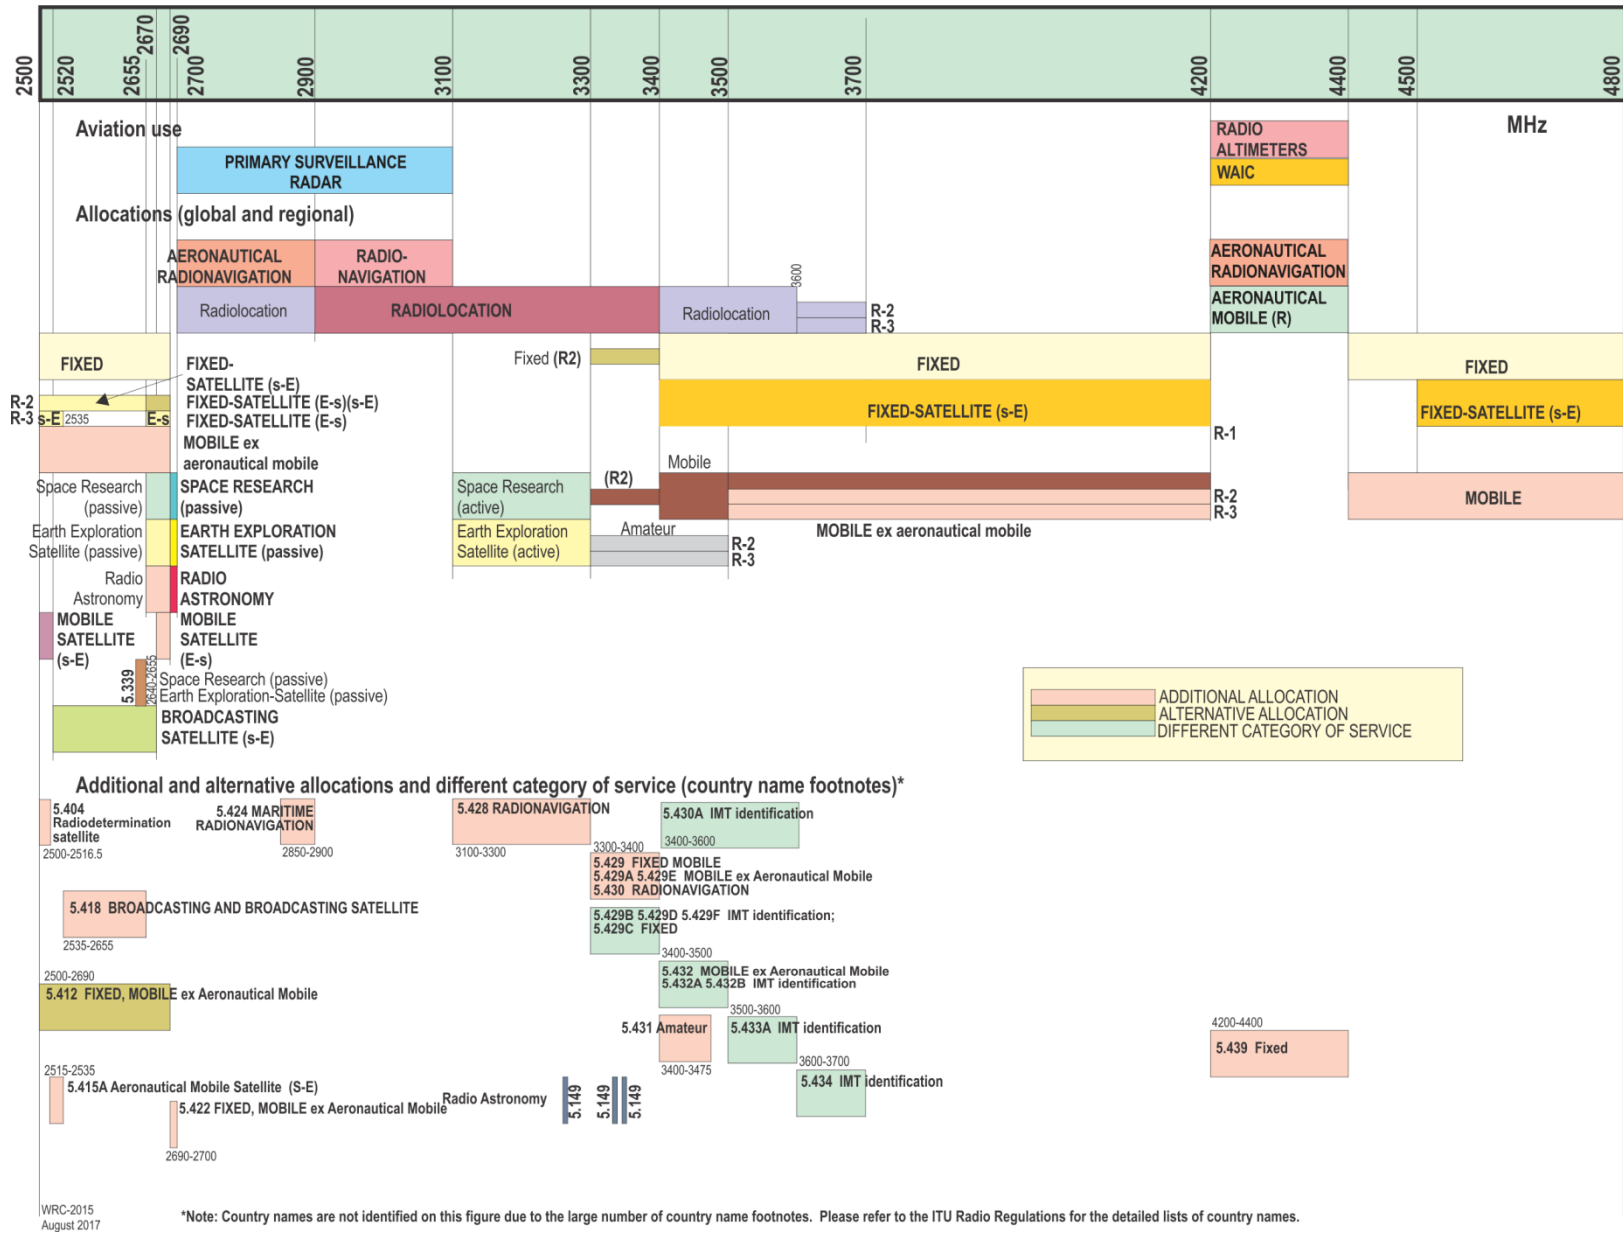 2500
2520
2655
2670
2690
2700
2900
3100
3300
3400
3500
3700
4200
4400
4500
4800
Aviation use
MHz
PRIMARY SURVEILLANCE
RADAR
RADIO
ALTIMETERS
WAIC
Allocations (global and regional)
AERONAUTICAL
RADIONAVIGATION
RADIO-
NAVIGATION
AERONAUTICAL
RADIONAVIGATION
3600
Radiolocation
RADIOLOCATION
Radiolocation
R-2
R-3
AERONAUTICAL
MOBILE (R)
FIXED
FIXED-
SATELLITE (s-E)
Fixed (R2)
FIXED
FIXED
R-2
FIXED-SATELLITE (E-s)(s-E)
R-3 s-E 2535
E-s
FIXED-SATELLITE (E-s)
FIXED-SATELLITE (s-E)
R-1
FIXED-SATELLITE (s-E)
MOBILE ex
aeronautical mobile
Mobile
Space Research
(passive)
SPACE RESEARCH
(passive)
Space Research
(active)
(R2)
R-2
R-3
MOBILE
MOBILE ex aeronautical mobile
Earth Exploration
Satellite (passive)
EARTH EXPLORATION
SATELLITE (passive)
Earth Exploration
Satellite (active)
Amateur
R-2
R-3
Radio
Astronomy
RADIO
ASTRONOMY
MOBILE
SATELLITE
(s-E)
MOBILE
SATELLITE
(E-s)
5.339
2640-2655
Space Research (passive)
Earth Exploration-Satellite (passive)
BROADCASTING
SATELLITE (s-E)
ADDITIONAL ALLOCATION
ALTERNATIVE ALLOCATION
DIFFERENT CATEGORY OF SERVICE
Additional and alternative allocations and different category of service (country name footnotes)*
5.404
Radiodetermination
satellite
2500-2516.5
5.424 MARITIME
RADIONAVIGATION
2850-2900
5.428 RADIONAVIGATION
3100-3300
5.430A IMT identification
3400-3600
3300-3400
5.429 FIXED MOBILE
5.429A 5.429E MOBILE ex Aeronautical Mobile
5.430 RADIONAVIGATION
5.418 BROADCASTING AND BROADCASTING SATELLITE
2535-2655
5.429B 5.429D 5.429F IMT identification;
5.429C FIXED
3400-3500
5.432 MOBILE ex Aeronautical Mobile
5.432A 5.432B IMT identification
2500-2690
5.412 FIXED, MOBILE ex Aeronautical Mobile
3500-3600
5.431 Amateur
3400-3475
5.433A IMT identification
4200-4400
5.439 Fixed
3600-3700
5.434 IMT identification
2515-2535
5.415A Aeronautical Mobile Satellite (S-E)
5.422 FIXED, MOBILE ex Aeronautical Mobile
2690-2700
Radio Astronomy
5.149
5.149
5.149
WRC-2015
August 2017
*Note: Country names are not identified on this figure due to the large number of country name footnotes. Please refer to the ITU Radio Regulations for the detailed lists of country names.